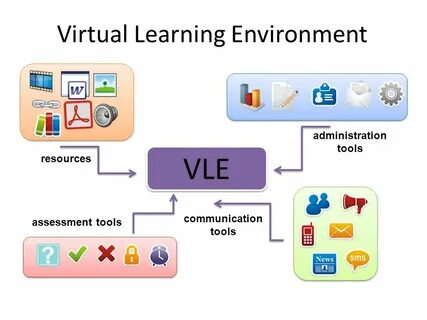 Virtual Learning Environment
W
resources
administration
tools
VLE
assessment tools
communication
tools
?
News
sms